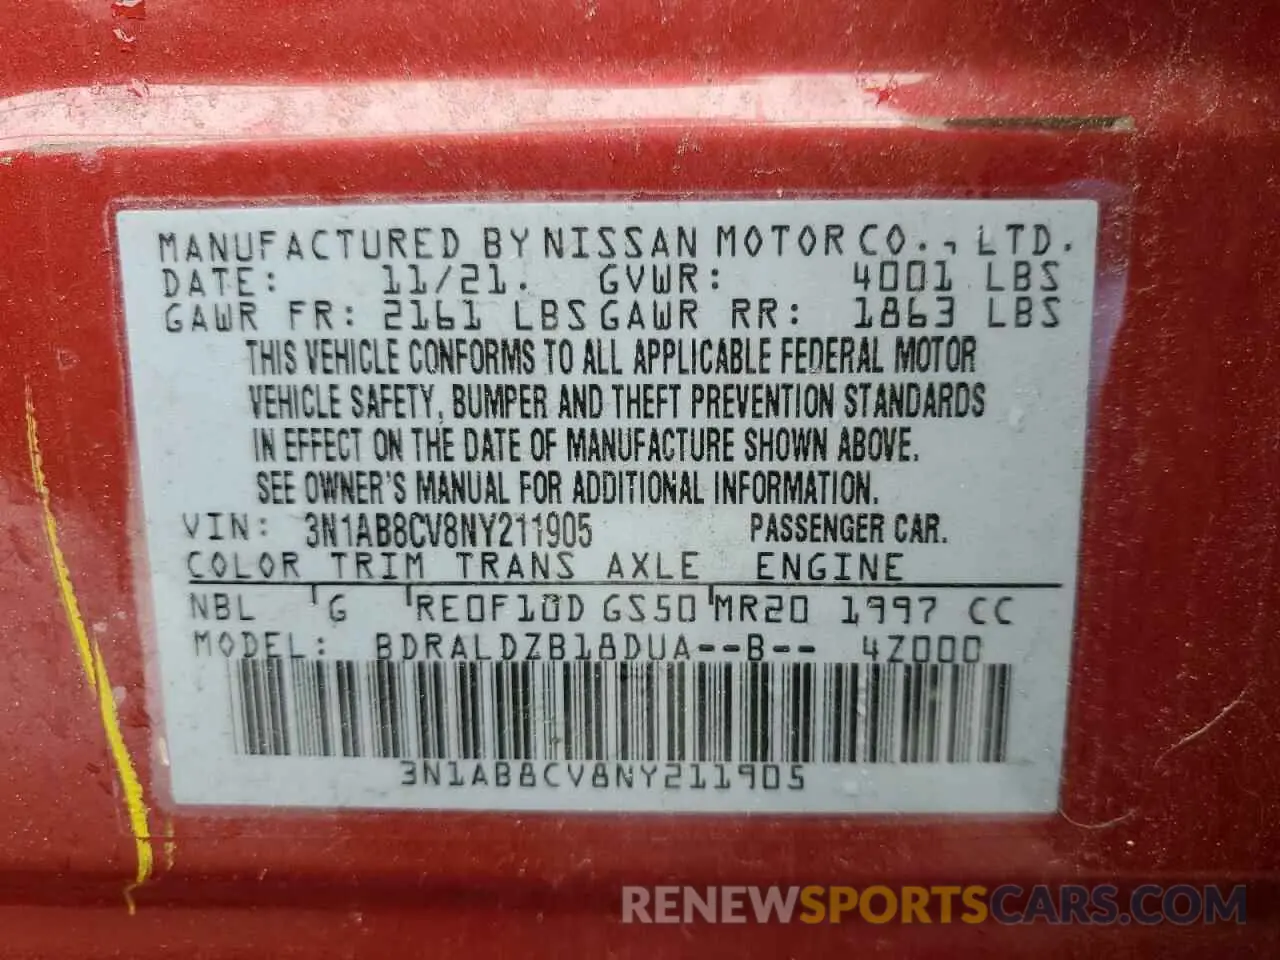 MANUFACTURED BY NISSAN MOTOR CO., LTD.
DATE: 11/21. GVWR: 4001 LBS
GAWR FR: 2161 LBS GAWR RR: 1863 LBS
THIS VEHICLE CONFORMS TO ALL APPLICABLE FEDERAL MOTOR
VEHICLE SAFETY, BUMPER AND THEFT PREVENTION STANDARDS
IN EFFECT ON THE DATE OF MANUFACTURE SHOWN ABOVE.
SEE OWNER'S MANUAL FOR ADDITIONAL INFORMATION.
VIN: 3N1AB8CV8NY211905 PASSENGER CAR.
COLOR TRIM TRANS AXLE ENGINE
NBL G RE0F10D GS50 MR20 1997 CC
MODEL: BDRALDZB18DUA--B-- 4Z000
3N1AB8CV8NY211905
RENEWSPORTSCARS.COM